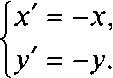 x′ = −x,
y′ = −y.